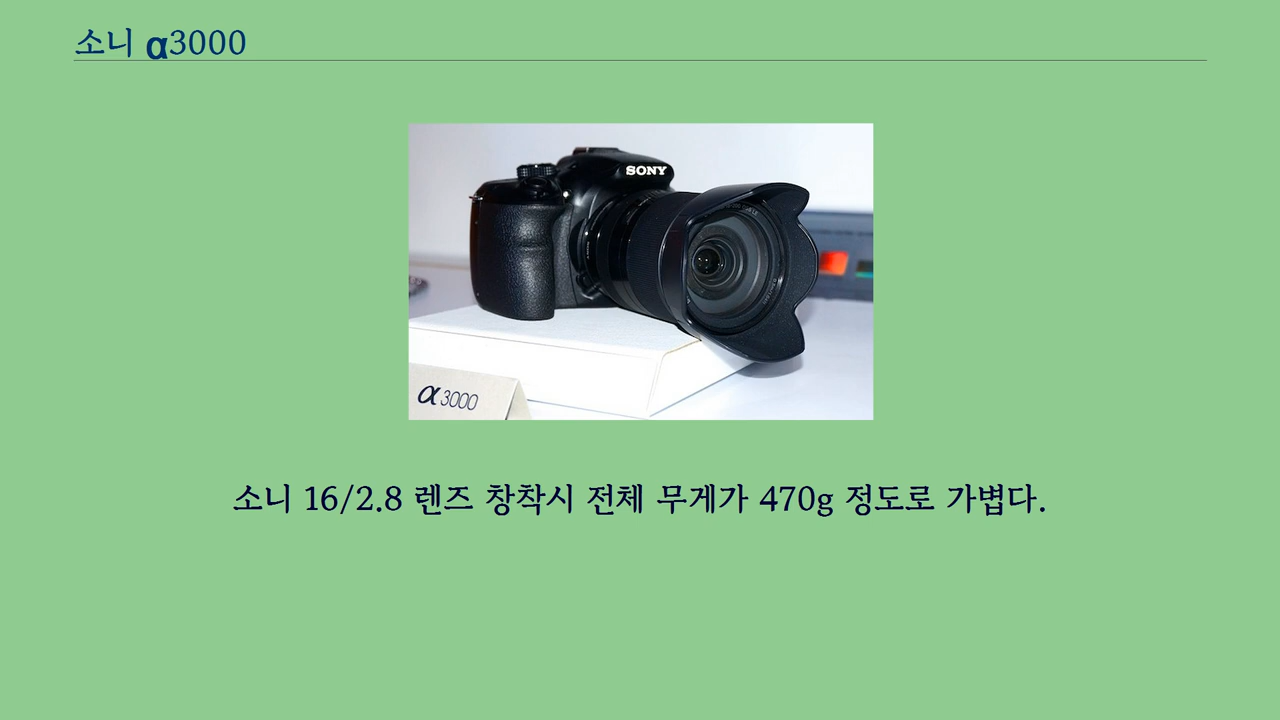 소니 α3000
SONY
α3000
소니 16/2.8 렌즈 창착시 전체 무게가 470g 정도로 가볍다.